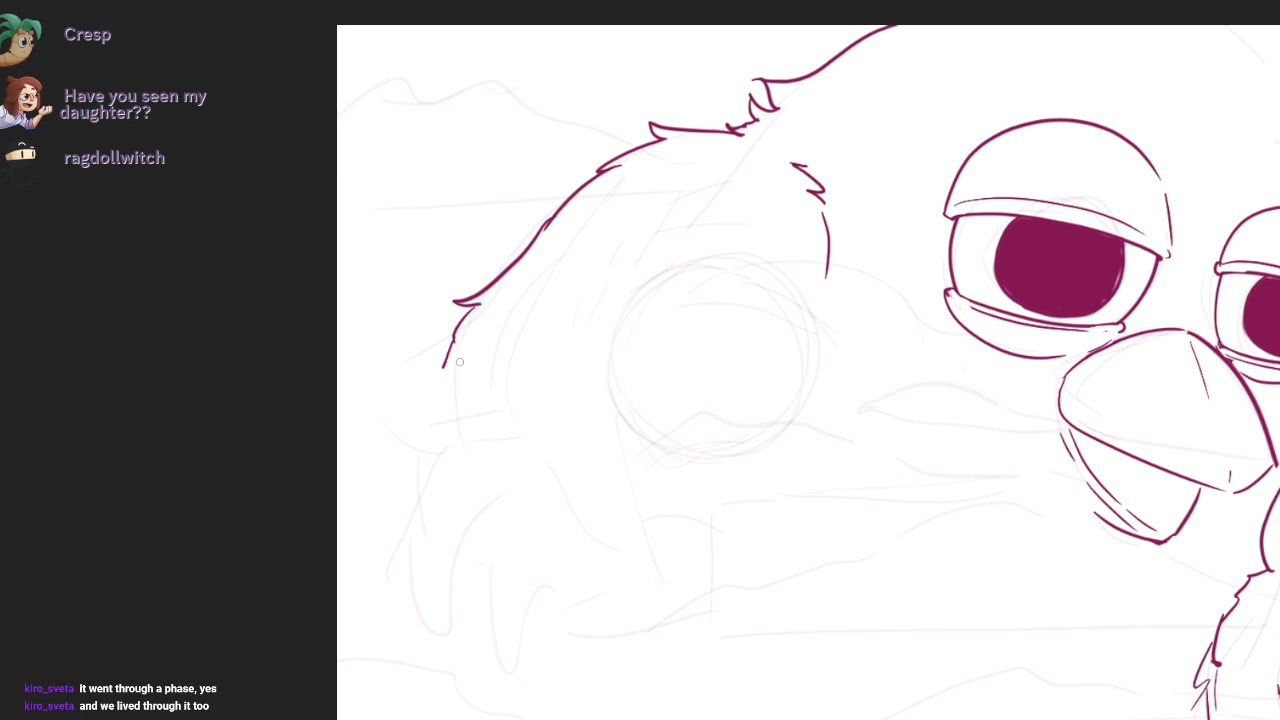 Cresp
Have you seen my
daughter??
ragdollwitch
kiro_sveta It went through a phase, yes
kiro_sveta and we lived through it too